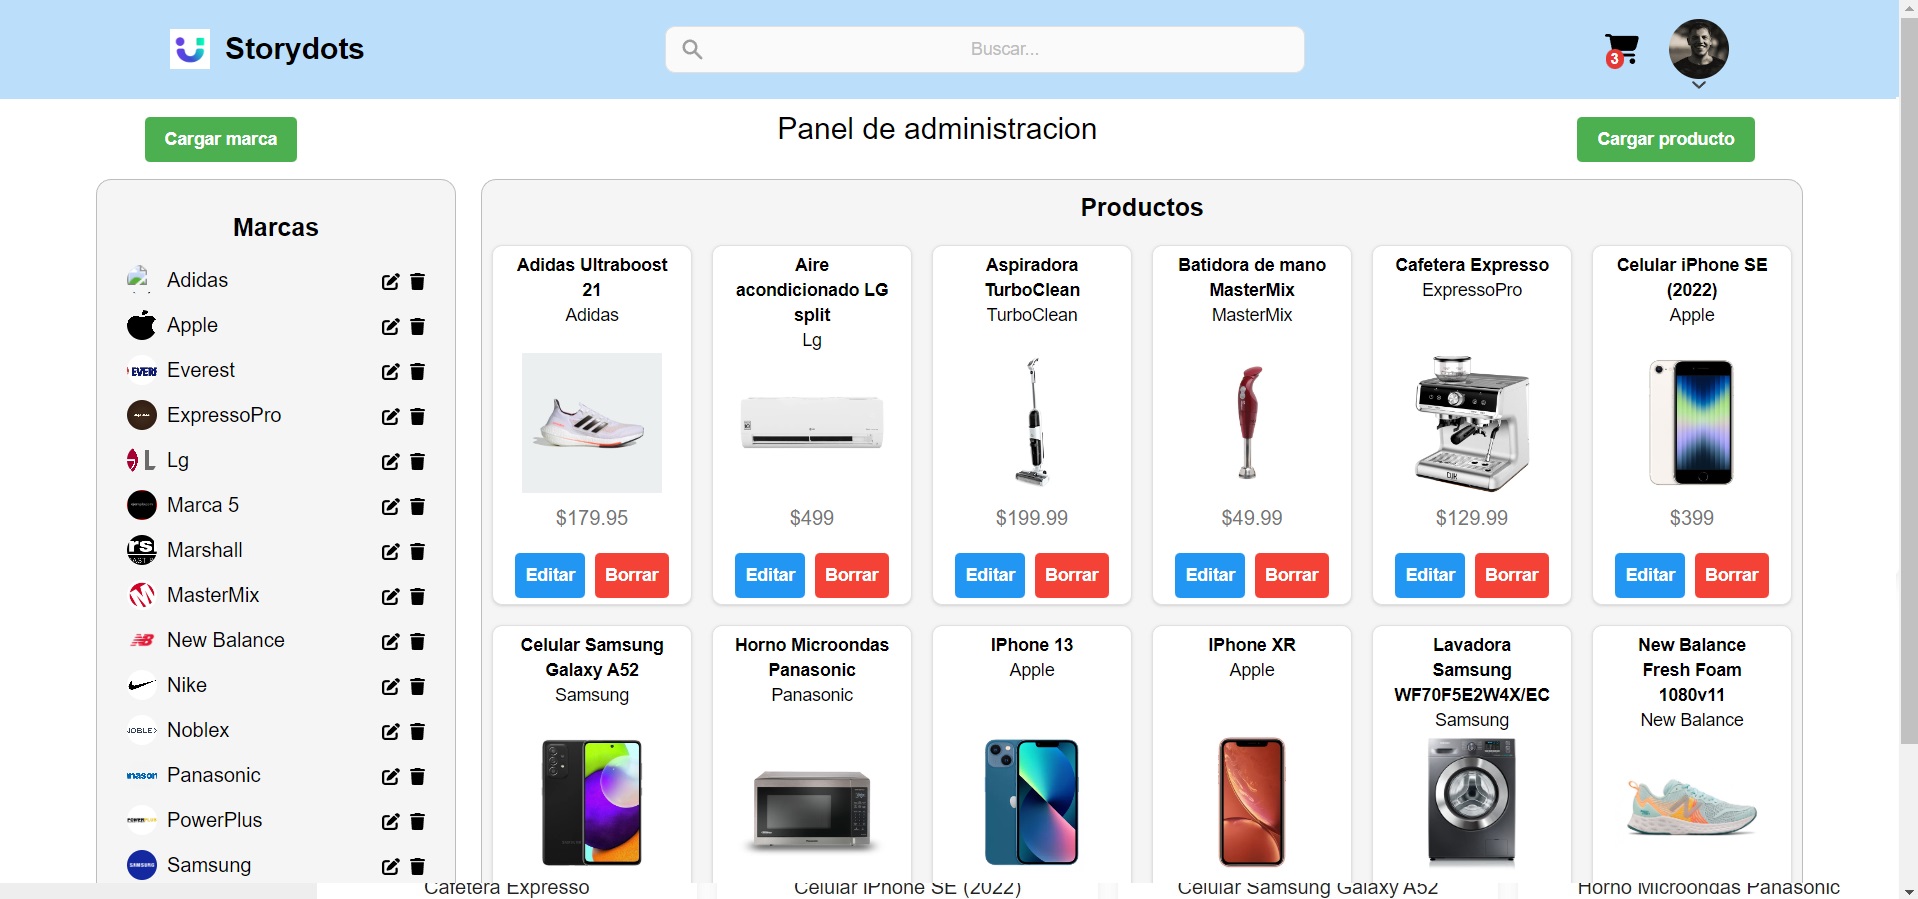 Storydots
Buscar...
3
Cargar marca
Panel de administracion
Cargar producto
Marcas
Adidas
Apple
Everest
ExpressoPro
Lg
Marca 5
Marshall
MasterMix
New Balance
Nike
Noblex
Panasonic
PowerPlus
Samsung
Productos
Adidas Ultraboost
21
Adidas
$179.95
Editar Borrar
Aire
acondicionado LG
split
Lg
$499
Editar Borrar
Aspiradora
TurboClean
TurboClean
$199.99
Editar Borrar
Batidora de mano
MasterMix
MasterMix
$49.99
Editar Borrar
Cafetera Expresso
ExpressoPro
$129.99
Editar Borrar
Celular iPhone SE
(2022)
Apple
$399
Editar Borrar
Celular Samsung
Galaxy A52
Samsung
Horno Microondas
Panasonic
Panasonic
IPhone 13
Apple
IPhone XR
Apple
Lavadora
Samsung
WF70F5E2W4X/EC
Samsung
New Balance
Fresh Foam
1080v11
New Balance
Cafetera Expresso
Celular iPhone SE (2022)
Celular Samsung Galaxy A52
Horno Microondas Panasonic